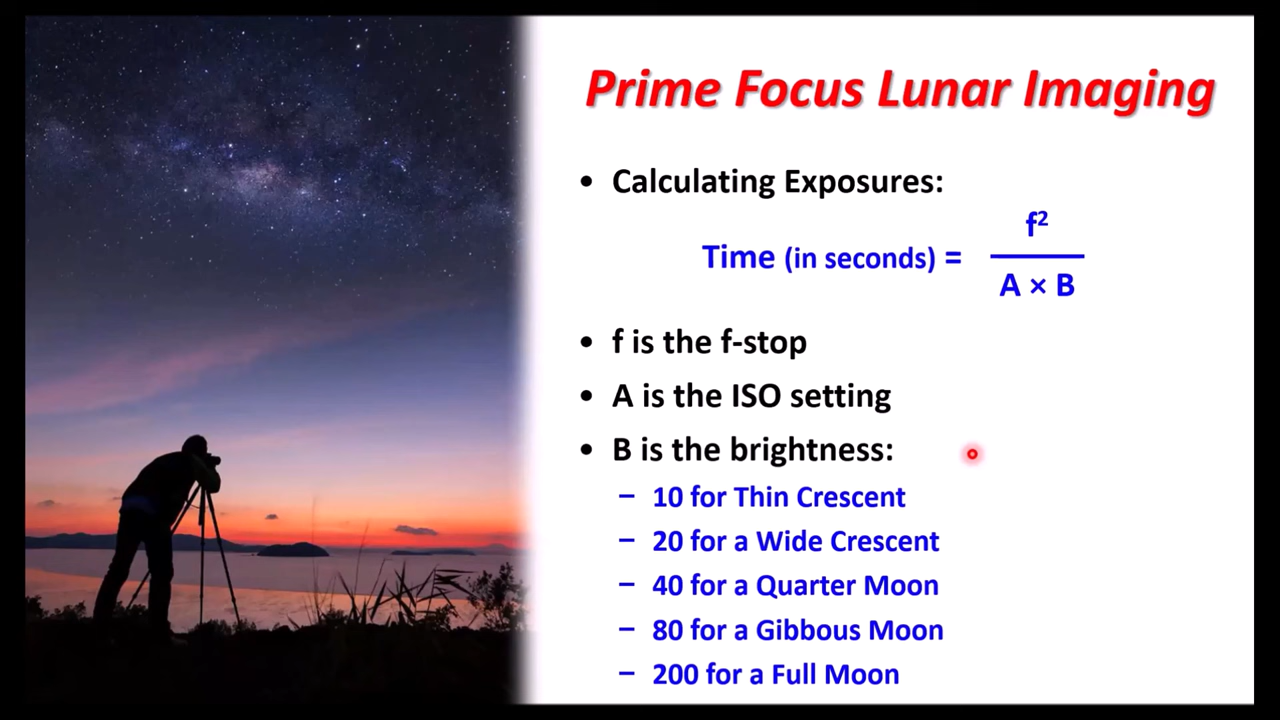 Prime Focus Lunar Imaging
• Calculating Exposures:
f²
Time (in seconds) =
A × B
• f is the f-stop
• A is the ISO setting
• B is the brightness:
– 10 for Thin Crescent
– 20 for a Wide Crescent
– 40 for a Quarter Moon
– 80 for a Gibbous Moon
– 200 for a Full Moon